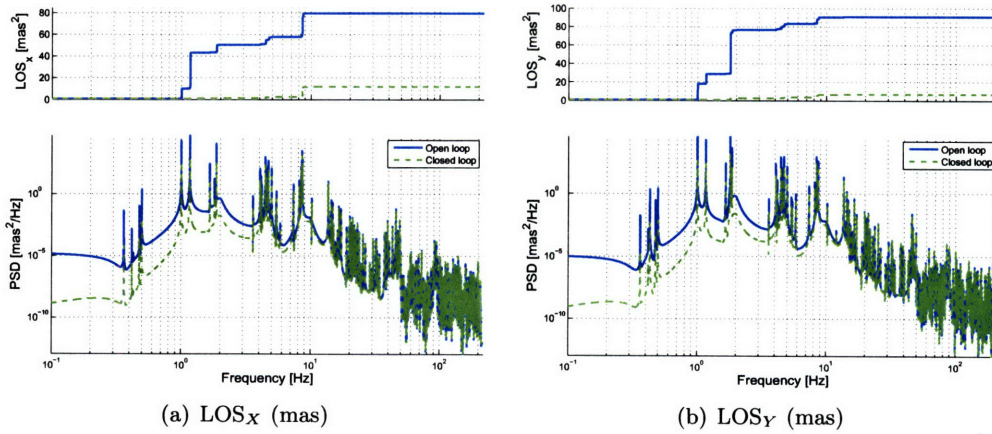 LOSx [mas²]
80
60
40
20
0
PSD [mas²/Hz]
10⁰
10⁻⁵
10⁻¹⁰
Open loop
Closed loop
10⁻¹ 10⁰ 10¹ 10²
Frequency [Hz]
(a) LOSX (mas)
LOSy [mas²]
100
80
60
40
20
0
PSD [mas²/Hz]
10⁰
10⁻⁵
10⁻¹⁰
Open loop
Closed loop
10⁻¹ 10⁰ 10¹ 10²
Frequency [Hz]
(b) LOSY (mas)